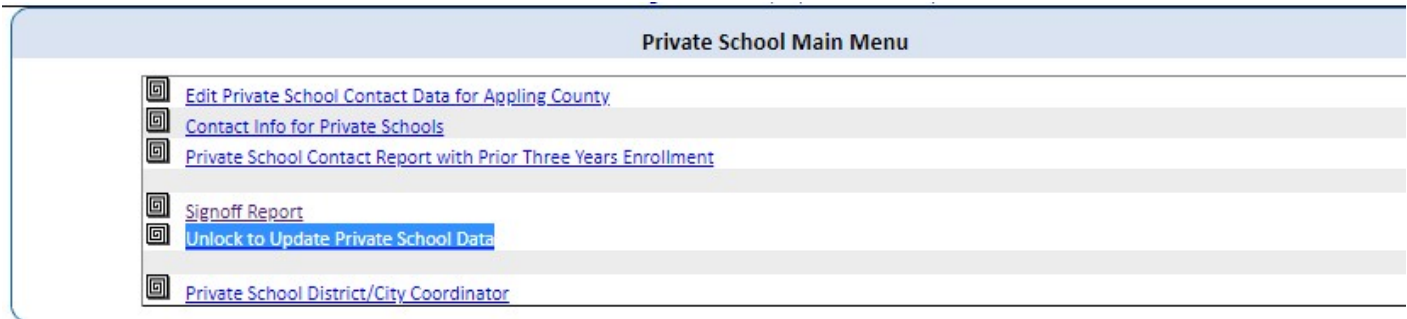 Private School Main Menu
Edit Private School Contact Data for Appling County
Contact Info for Private Schools
Private School Contact Report with Prior Three Years Enrollment
Signoff Report
Unlock to Update Private School Data
Private School District/City Coordinator